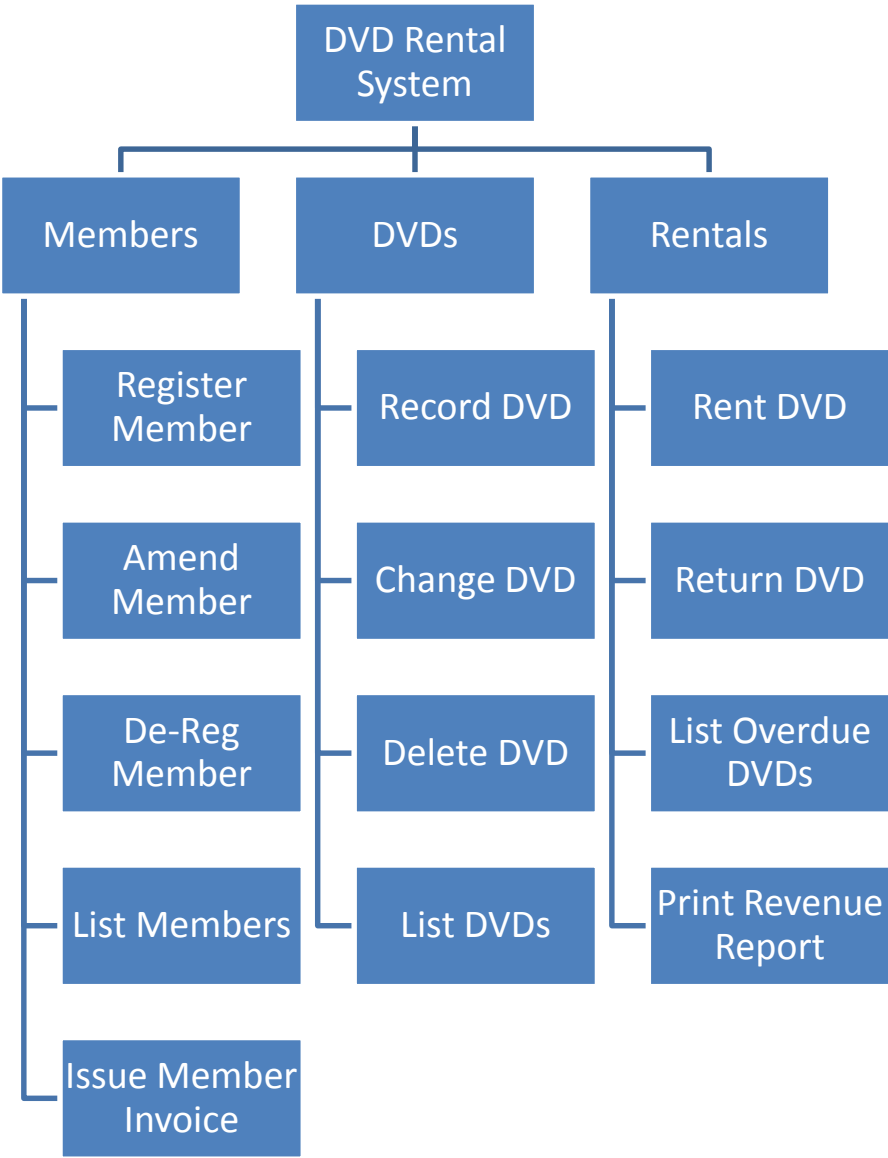 DVD Rental
System
Members
DVDs
Rentals
Register
Member
Record DVD
Rent DVD
Amend
Member
Change DVD
Return DVD
De-Reg
Member
Delete DVD
List Overdue
DVDs
List Members
List DVDs
Print Revenue
Report
Issue Member
Invoice